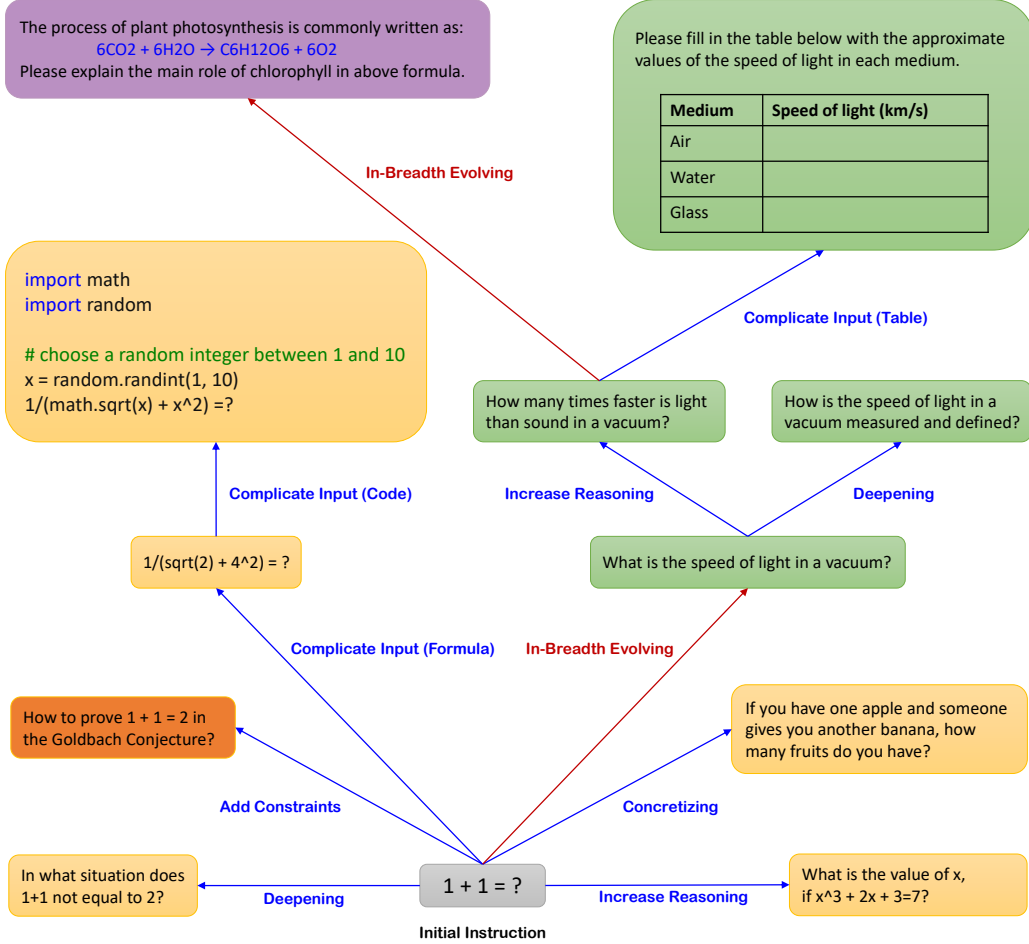 The process of plant photosynthesis is commonly written as:
6CO2 + 6H2O → C6H12O6 + 6O2
Please explain the main role of chlorophyll in above formula.
Please fill in the table below with the approximate
values of the speed of light in each medium.
Medium Speed of light (km/s)
Air
Water
Glass
In-Breadth Evolving
import math
import random
# choose a random integer between 1 and 10
x = random.randint(1, 10)
1/(math.sqrt(x) + x^2) =?
Complicate Input (Table)
How many times faster is light
than sound in a vacuum?
How is the speed of light in a
vacuum measured and defined?
Complicate Input (Code)
Increase Reasoning
Deepening
1/(sqrt(2) + 4^2) = ?
What is the speed of light in a vacuum?
Complicate Input (Formula)
In-Breadth Evolving
How to prove 1 + 1 = 2 in
the Goldbach Conjecture?
If you have one apple and someone
gives you another banana, how
many fruits do you have?
Add Constraints
Concretizing
In what situation does
1+1 not equal to 2?
Deepening
1 + 1 = ?
Increase Reasoning
What is the value of x,
if x^3 + 2x + 3=7?
Initial Instruction